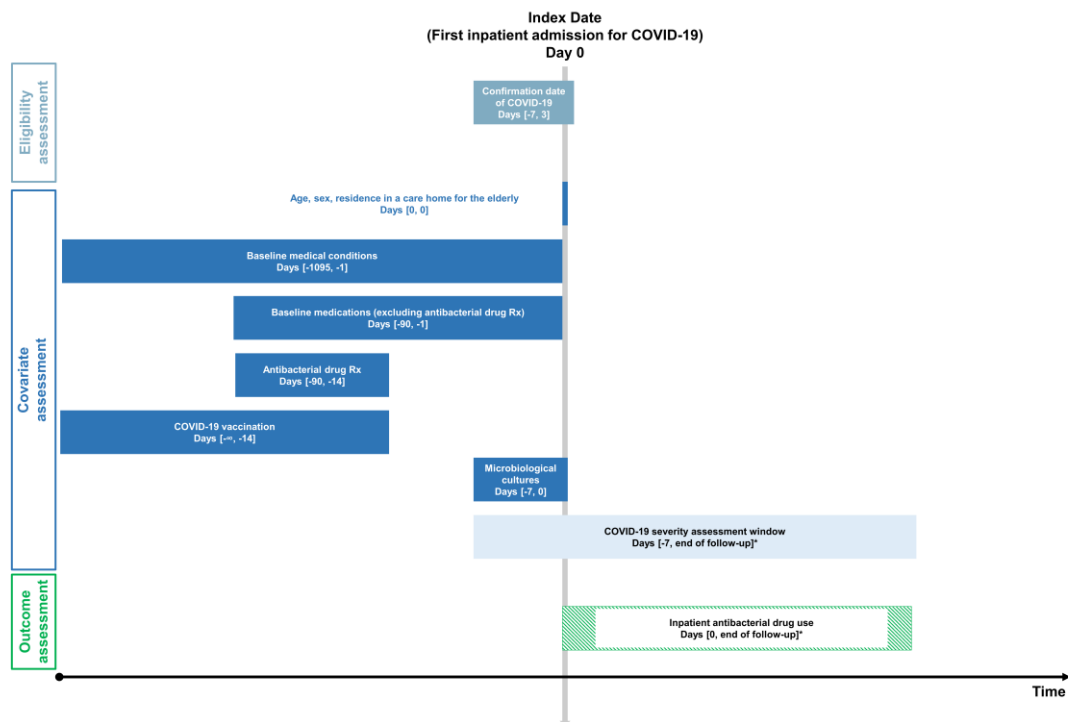 Index Date
(First inpatient admission for COVID-19)
Day 0
Eligibility
assessment
Confirmation date
of COVID-19
Days [-7, 3]
Covariate
assessment
Age, sex, residence in a care home for the elderly
Days [0, 0]
Baseline medical conditions
Days [-1095, -1]
Baseline medications (excluding antibacterial drug Rx)
Days [-90, -1]
Antibacterial drug Rx
Days [-90, -14]
COVID-19 vaccination
Days [-∞, -14]
Microbiological
cultures
Days [-7, 0]
COVID-19 severity assessment window
Days [-7, end of follow-up]*
Outcome
assessment
Inpatient antibacterial drug use
Days [0, end of follow-up]*
Time